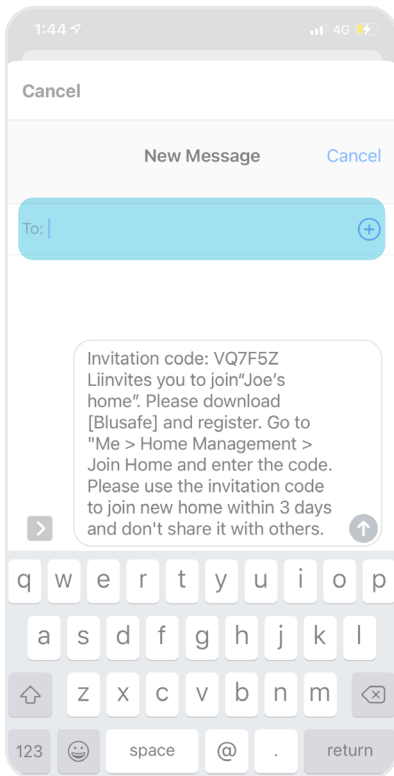 1:44 4G
Cancel
New Message Cancel
To:
Invitation code: VQ7F5Z
Liinvites you to join“Joe’s
home”. Please download
[Blusafe] and register. Go to
"Me > Home Management >
Join Home and enter the code.
Please use the invitation code
to join new home within 3 days
and don't share it with others.
q w e r t y u i o p
a s d f g h j k l
z x c v b n m
123 space @ . return